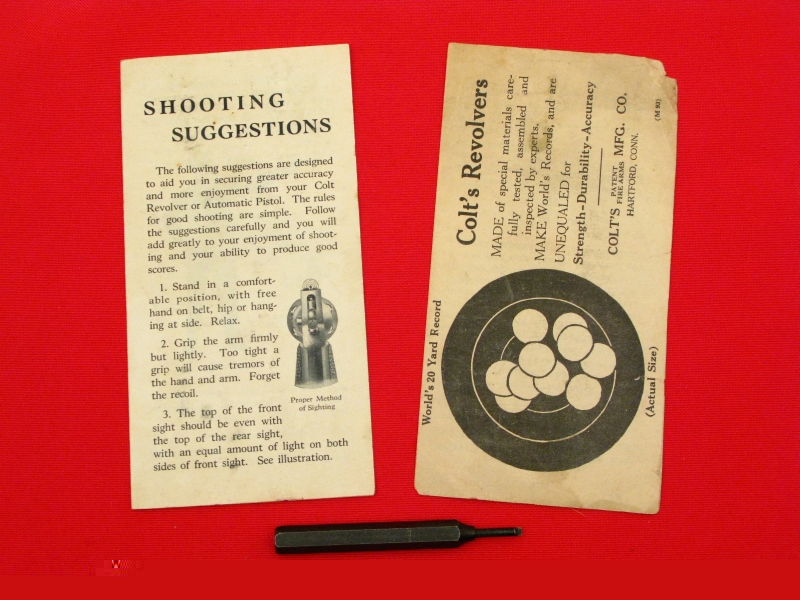 SHOOTING
SUGGESTIONS
The following suggestions are designed
to aid you in securing greater accuracy
and more enjoyment from your Colt
Revolver or Automatic Pistol. The rules
for good shooting are simple. Follow
the suggestions carefully and you will
add greatly to your enjoyment of shoot-
ing and your ability to produce good
scores.
1. Stand in a comfort-
able position, with free
hand on belt, hip or hang-
ing at side. Relax.
2. Grip the arm firmly
but lightly. Too tight a
grip will cause tremors of
the hand and arm. Forget
the recoil.
Proper Method
of Sighting
3. The top of the front
sight should be even with
the top of the rear sight,
with an equal amount of light on both
sides of front sight. See illustration.
Colt's Revolvers
MADE of special materials care-
fully tested, assembled and
inspected by experts.
MAKE World's Records, and are
UNEQUALED for
Strength-Durability-Accuracy
COLT'S PATENT FIRE ARMS MFG. CO.
HARTFORD, CONN.
World's 20 Yard Record
(Actual Size)